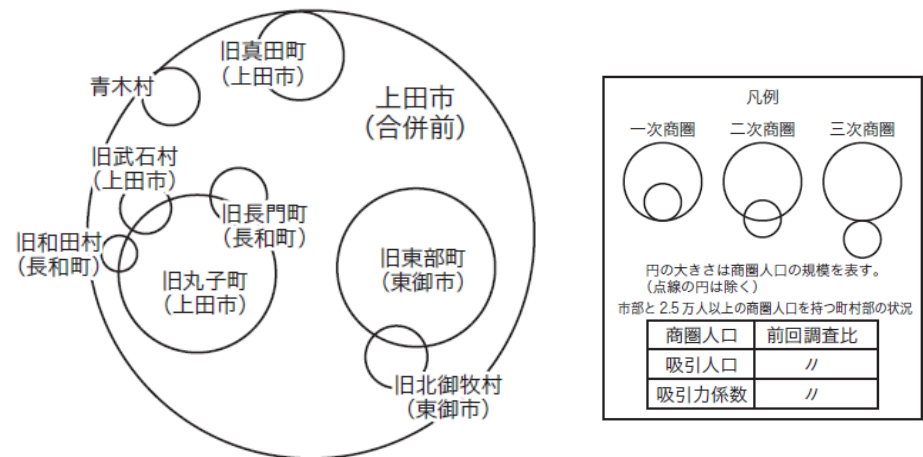 旧真田町
（上田市）
青木村
上田市
（合併前）
旧武石村
（上田市）
旧長門町
（長和町）
旧和田村
（長和町）
旧丸子町
（上田市）
旧東部町
（東御市）
旧北御牧村
（東御市）
凡例
一次商圏 二次商圏 三次商圏
円の大きさは商圏人口の規模を表す。
（点線の円は除く）
市部と2.5万人以上の商圏人口を持つ町村部の状況
商圏人口 前回調査比
吸引人口 〃
吸引力係数 〃